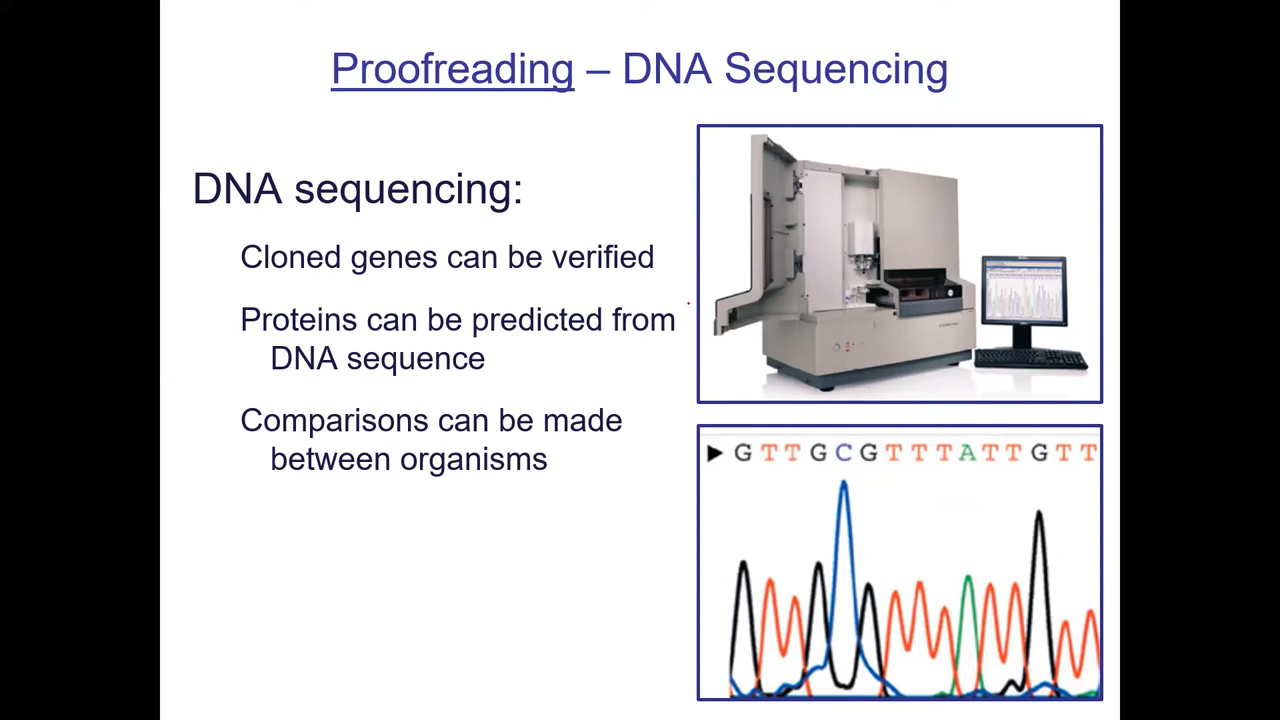 Proofreading – DNA Sequencing
DNA sequencing:
Cloned genes can be verified
Proteins can be predicted from
DNA sequence
Comparisons can be made
between organisms
GTTGCGTTTATTGTT